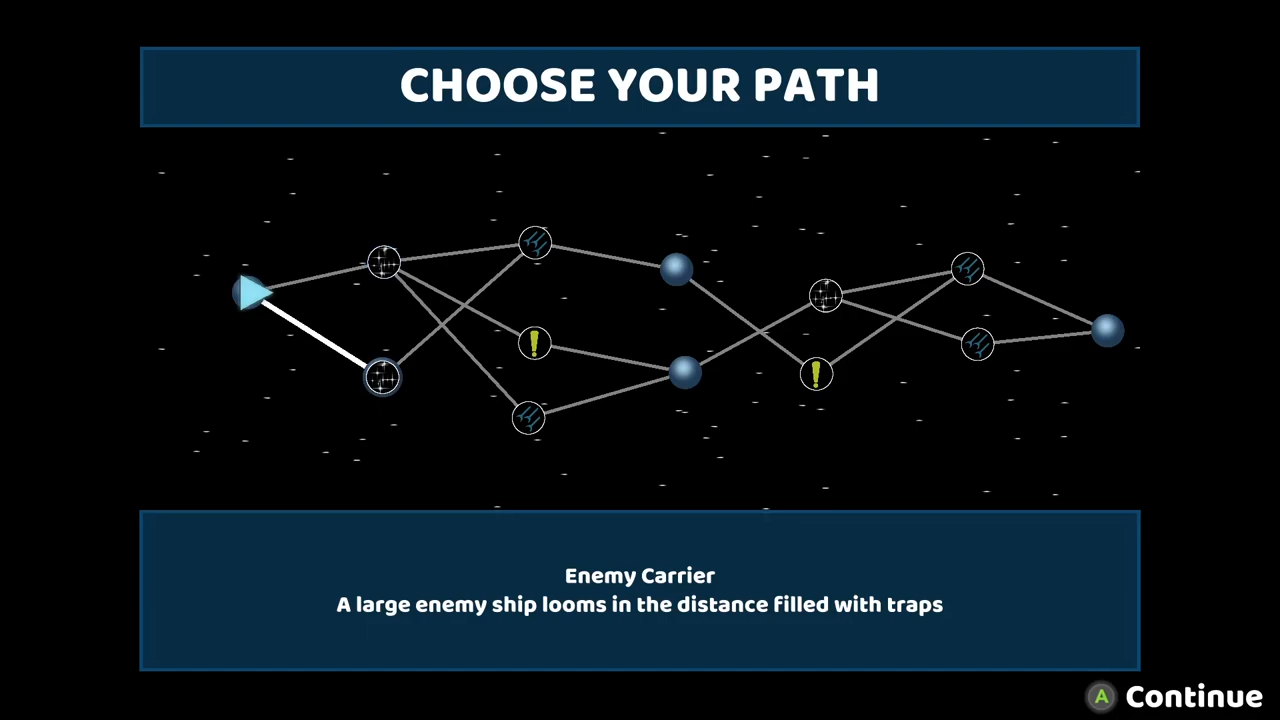 CHOOSE YOUR PATH
!
!
Enemy Carrier
A large enemy ship looms in the distance filled with traps
A Continue